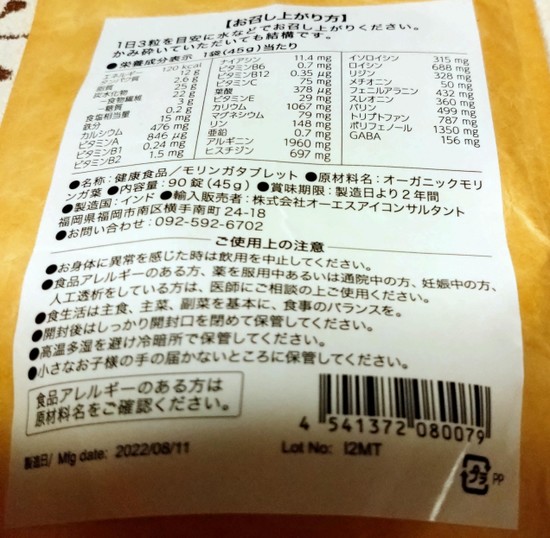 【お召し上がり方】
1日3粒を目安に水などでお召し上がりください。
かみ砕いていただいても結構です。
●栄養成分表示 1袋(45g)当たり
エネルギー 120 kcal
たんぱく質 12 g
脂質 2.6 g
炭水化物 25 g
―食物繊維 22 g
―糖質 3 g
食塩相当量 0.2 g
鉄分 15 mg
カルシウム 476 mg
ビタミンA 846 μg
ビタミンB1 0.24 mg
ビタミンB2 1.5 mg
ナイアシン 11.4 mg
ビタミンB6 0.7 mg
ビタミンB12 0.35 μg
ビタミンC 75 mg
葉酸 378 μg
ビタミンE 29 mg
カリウム 1067 mg
マグネシウム 79 mg
リン 148 mg
亜鉛 0.7 mg
アルギニン 1960 mg
ヒスチジン 697 mg
イソロイシン 315 mg
ロイシン 688 mg
リジン 328 mg
メチオニン 50 mg
フェニルアラニン 432 mg
スレオニン 360 mg
バリン 499 mg
トリプトファン 787 mg
ポリフェノール 1350 mg
GABA 156 mg
●名称:健康食品/モリンガタブレット ●原材料名:オーガニックモリ
ンガ葉 ●内容量:90錠(45g) ●賞味期限:製造日より2年間
●製造国:インド ●輸入販売者:株式会社オーエスアイコンサルタント
福岡県福岡市南区横手南町24-18
●お問い合わせ:092-592-6702
ご使用上の注意
●お身体に異常を感じた時は飲用を中止してください。
●食品アレルギーのある方、薬を服用中あるいは通院中の方、妊娠中の方、
人工透析をしている方は、医師にご相談の上ご使用ください。
●食生活は主食、主菜、副菜を基本に、食事のバランスを。
●開封後はしっかり開封口を閉めて保管してください。
●高温多湿を避け冷暗所で保管してください。
●小さなお子様の手の届かないところに保管してください。
食品アレルギーのある方は
原材料名をご確認ください。
4 541372 080079
製造日/ Mfg date: 2022/08/11 Lot No: I2MT
プラ PP